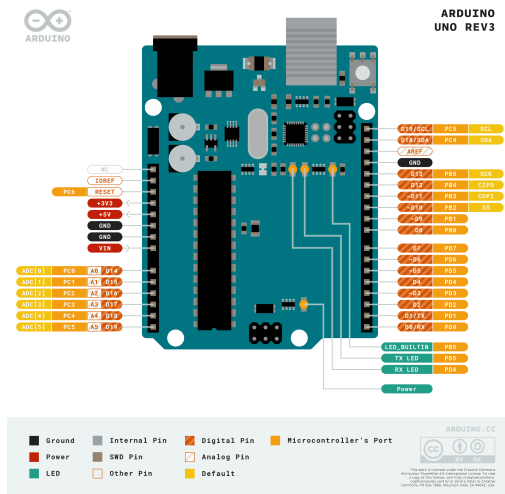 ARDUINO
ARDUINO
UNO REV3
D19/SCL PC5 SCL
D18/SDA PC4 SDA
AREF
GND
NC
D13 PB5 SCK
IOREF
D12 PB4 CIPO
PC6 RESET
~D11 PB3 COPI
+3V3
~D10 PB2 SS
+5V
~D9 PB1
GND
D8 PB0
GND
VIN
D7 PD7
~D6 PD6
ADC[0] PC0 A0 D14
~D5 PD5
ADC[1] PC1 A1 D15
D4 PD4
ADC[2] PC2 A2 D16
~D3 PD3
ADC[3] PC3 A3 D17
D2 PD2
ADC[4] PC4 A4 D18
D1/TX PD1
ADC[5] PC5 A5 D19
D0/RX PD0
LED_BUILTIN PB5
TX LED PD5
RX LED PD4
Power
ARDUINO.CC
Ground Internal Pin Digital Pin Microcontroller's Port
Power SWD Pin Analog Pin
LED Other Pin Default
BY SA